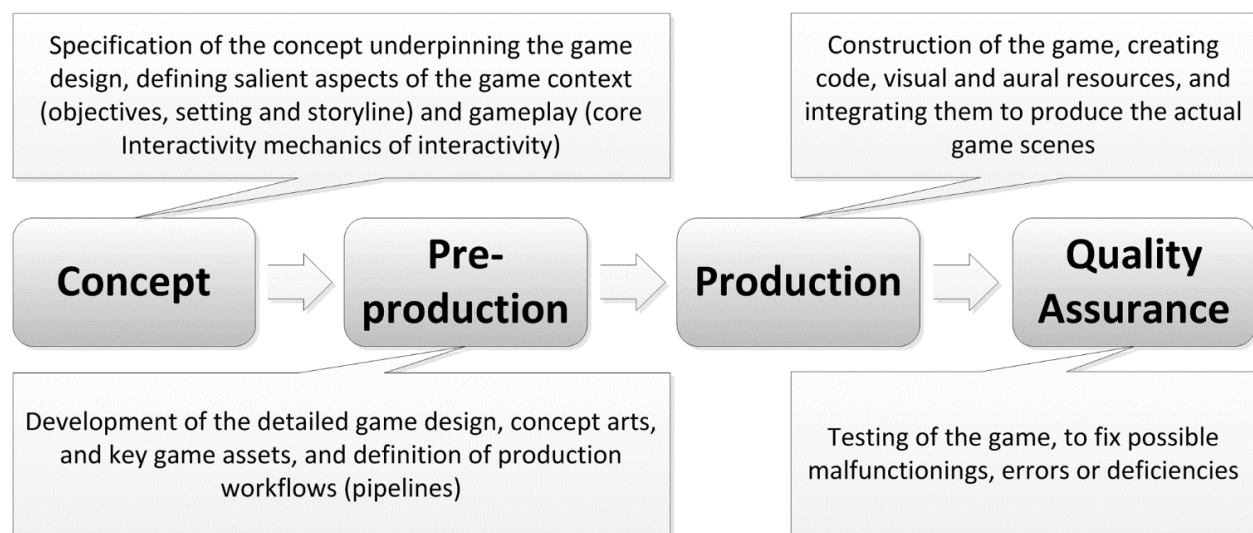 Specification of the concept underpinning the game
design, defining salient aspects of the game context
(objectives, setting and storyline) and gameplay (core
Interactivity mechanics of interactivity)
Construction of the game, creating
code, visual and aural resources, and
integrating them to produce the actual
game scenes
Concept
Pre-
production
Production
Quality
Assurance
Development of the detailed game design, concept arts,
and key game assets, and definition of production
workflows (pipelines)
Testing of the game, to fix possible
malfunctionings, errors or deficiencies